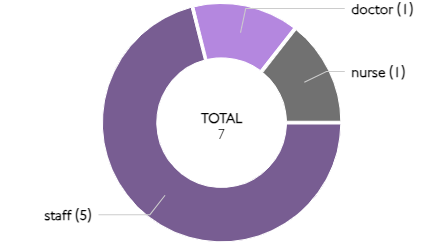 doctor (1)
nurse (1)
TOTAL
7
staff (5)